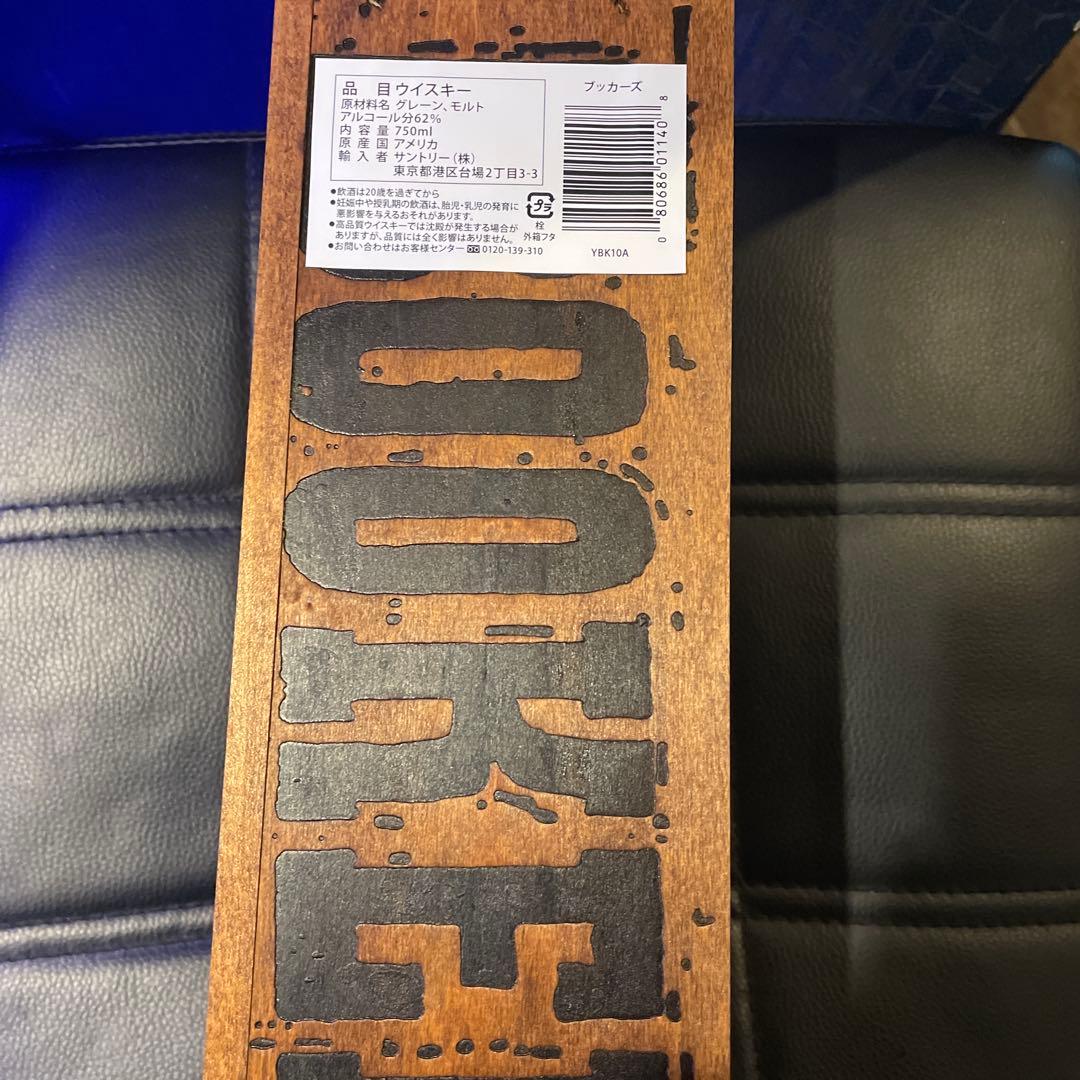 品 目 ウイスキー
原材料名 グレーン、モルト
アルコール分62%
内 容 量 750ml
原 産 国 アメリカ
輸 入 者 サントリー(株)
東京都港区台場2丁目3-3
●飲酒は20歳を過ぎてから
●妊娠中や授乳期の飲酒は、胎児・乳児の発育に
悪影響を与えるおそれがあります。
●高品質ウイスキーでは沈殿が発生する場合が
ありますが、品質には全く影響はありません。
●お問い合わせはお客様センター 0120-139-310
プラ
栓
外箱フタ
ブッカーズ
0 80686 01140 8
YBK10A
OOKE